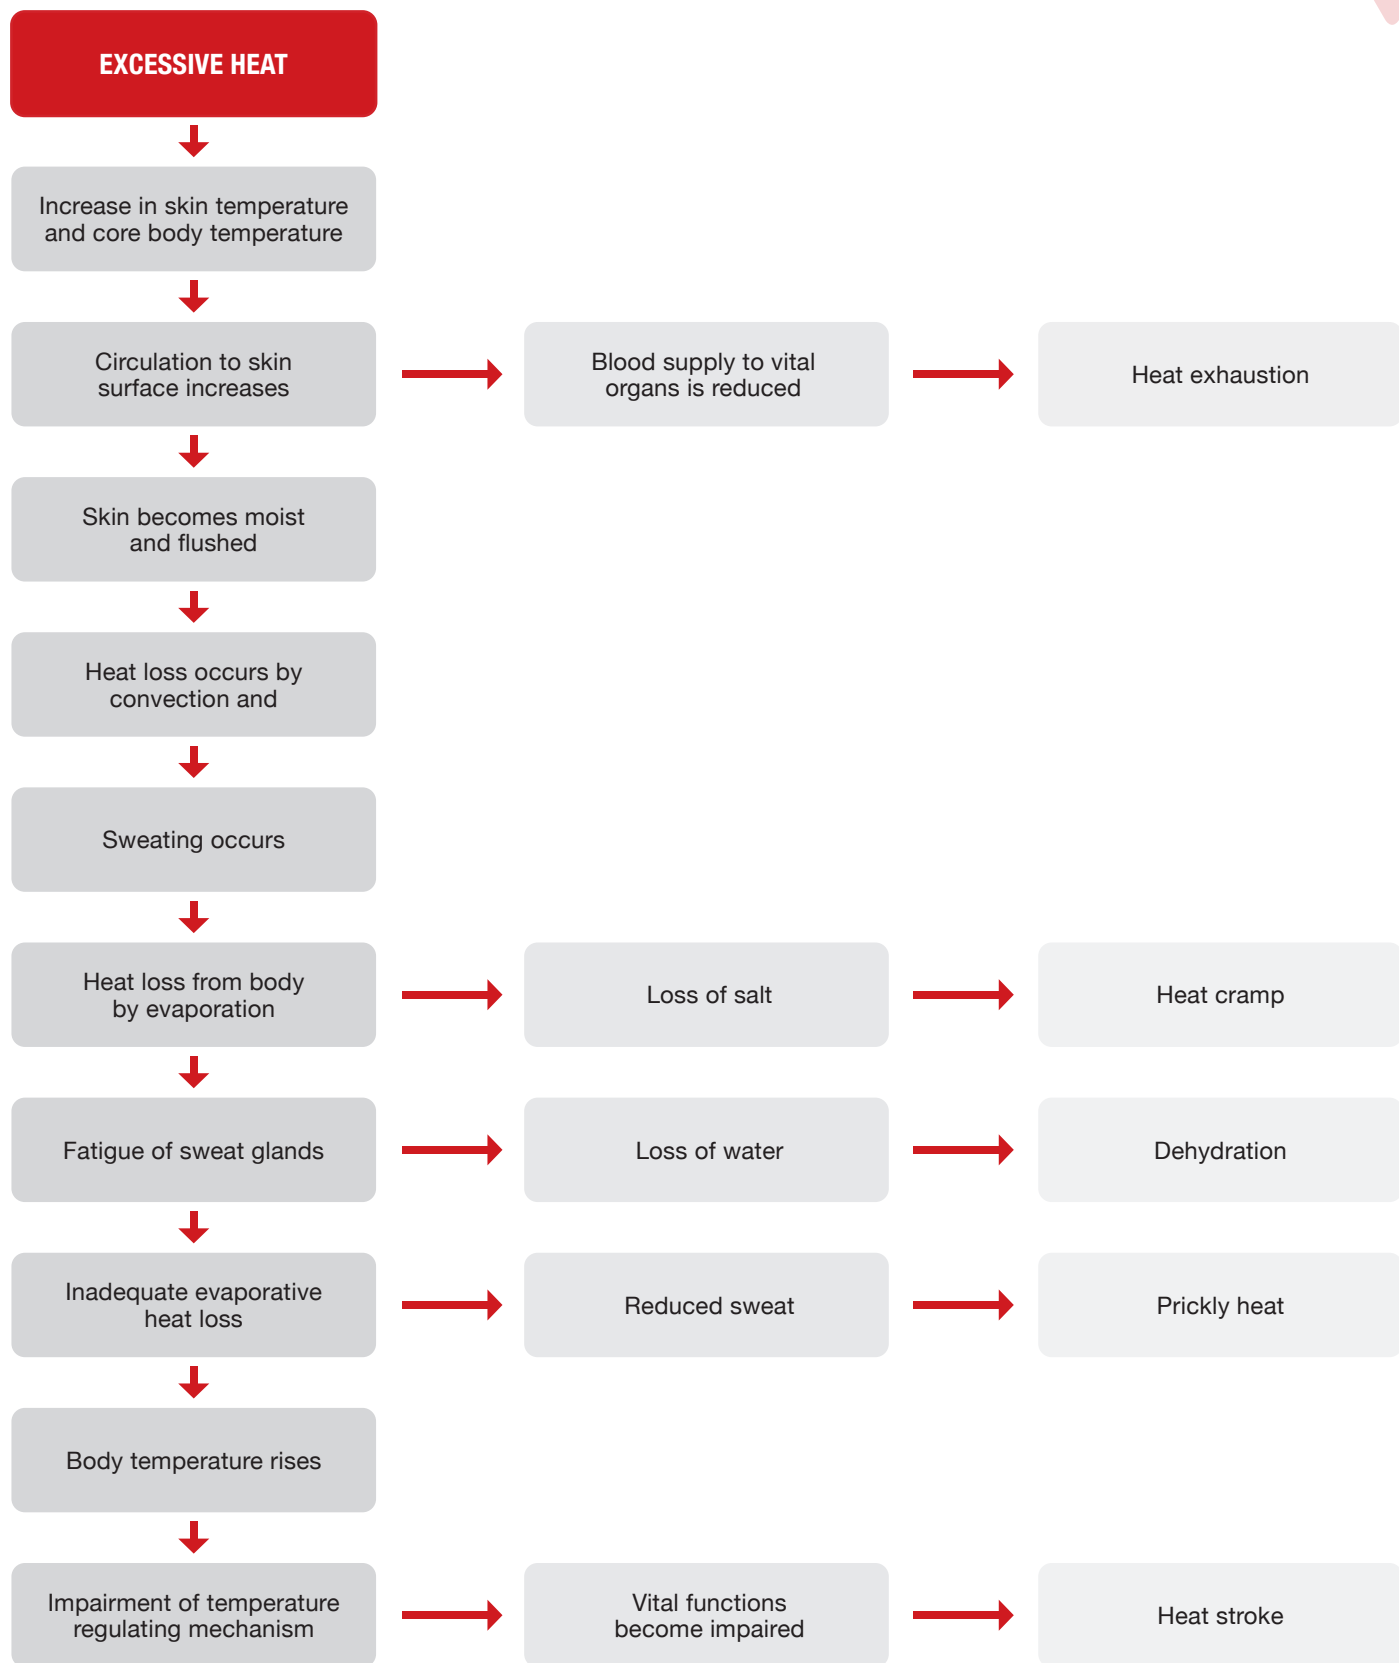 EXCESSIVE HEAT
Increase in skin temperature
and core body temperature
Circulation to skin
surface increases
Blood supply to vital
organs is reduced
Heat exhaustion
Skin becomes moist
and flushed
Heat loss occurs by
convection and
Sweating occurs
Heat loss from body
by evaporation
Loss of salt
Heat cramp
Fatigue of sweat glands
Loss of water
Dehydration
Inadequate evaporative
heat loss
Reduced sweat
Prickly heat
Body temperature rises
Impairment of temperature
regulating mechanism
Vital functions
become impaired
Heat stroke